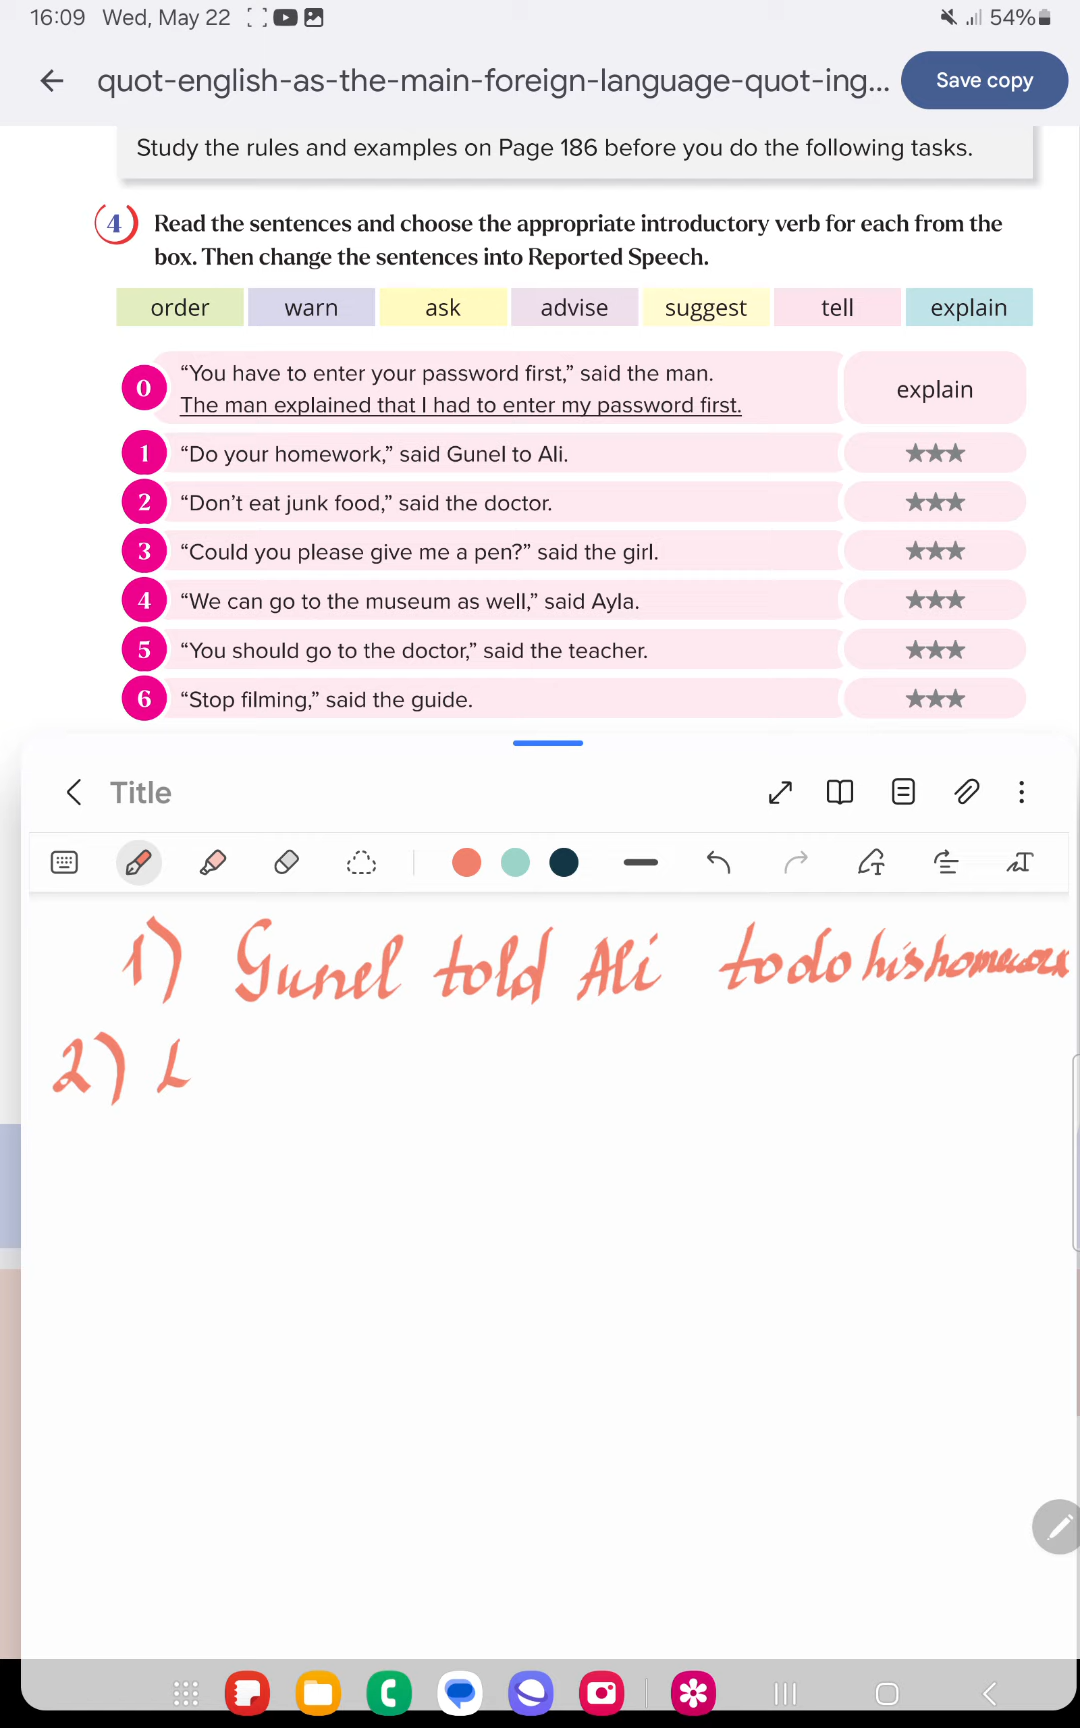 16:09 Wed, May 22 54%
quot-english-as-the-main-foreign-language-quot-ing... Save copy
Study the rules and examples on Page 186 before you do the following tasks.
4 Read the sentences and choose the appropriate introductory verb for each from the
box. Then change the sentences into Reported Speech.
order warn ask advise suggest tell explain
0 “You have to enter your password first,” said the man. explain
The man explained that I had to enter my password first.
1 “Do your homework,” said Gunel to Ali. ★★★
2 “Don’t eat junk food,” said the doctor. ★★★
3 “Could you please give me a pen?” said the girl. ★★★
4 “We can go to the museum as well,” said Ayla. ★★★
5 “You should go to the doctor,” said the teacher. ★★★
6 “Stop filming,” said the guide. ★★★
Title
1) Gunel told Ali to do his homework
2)